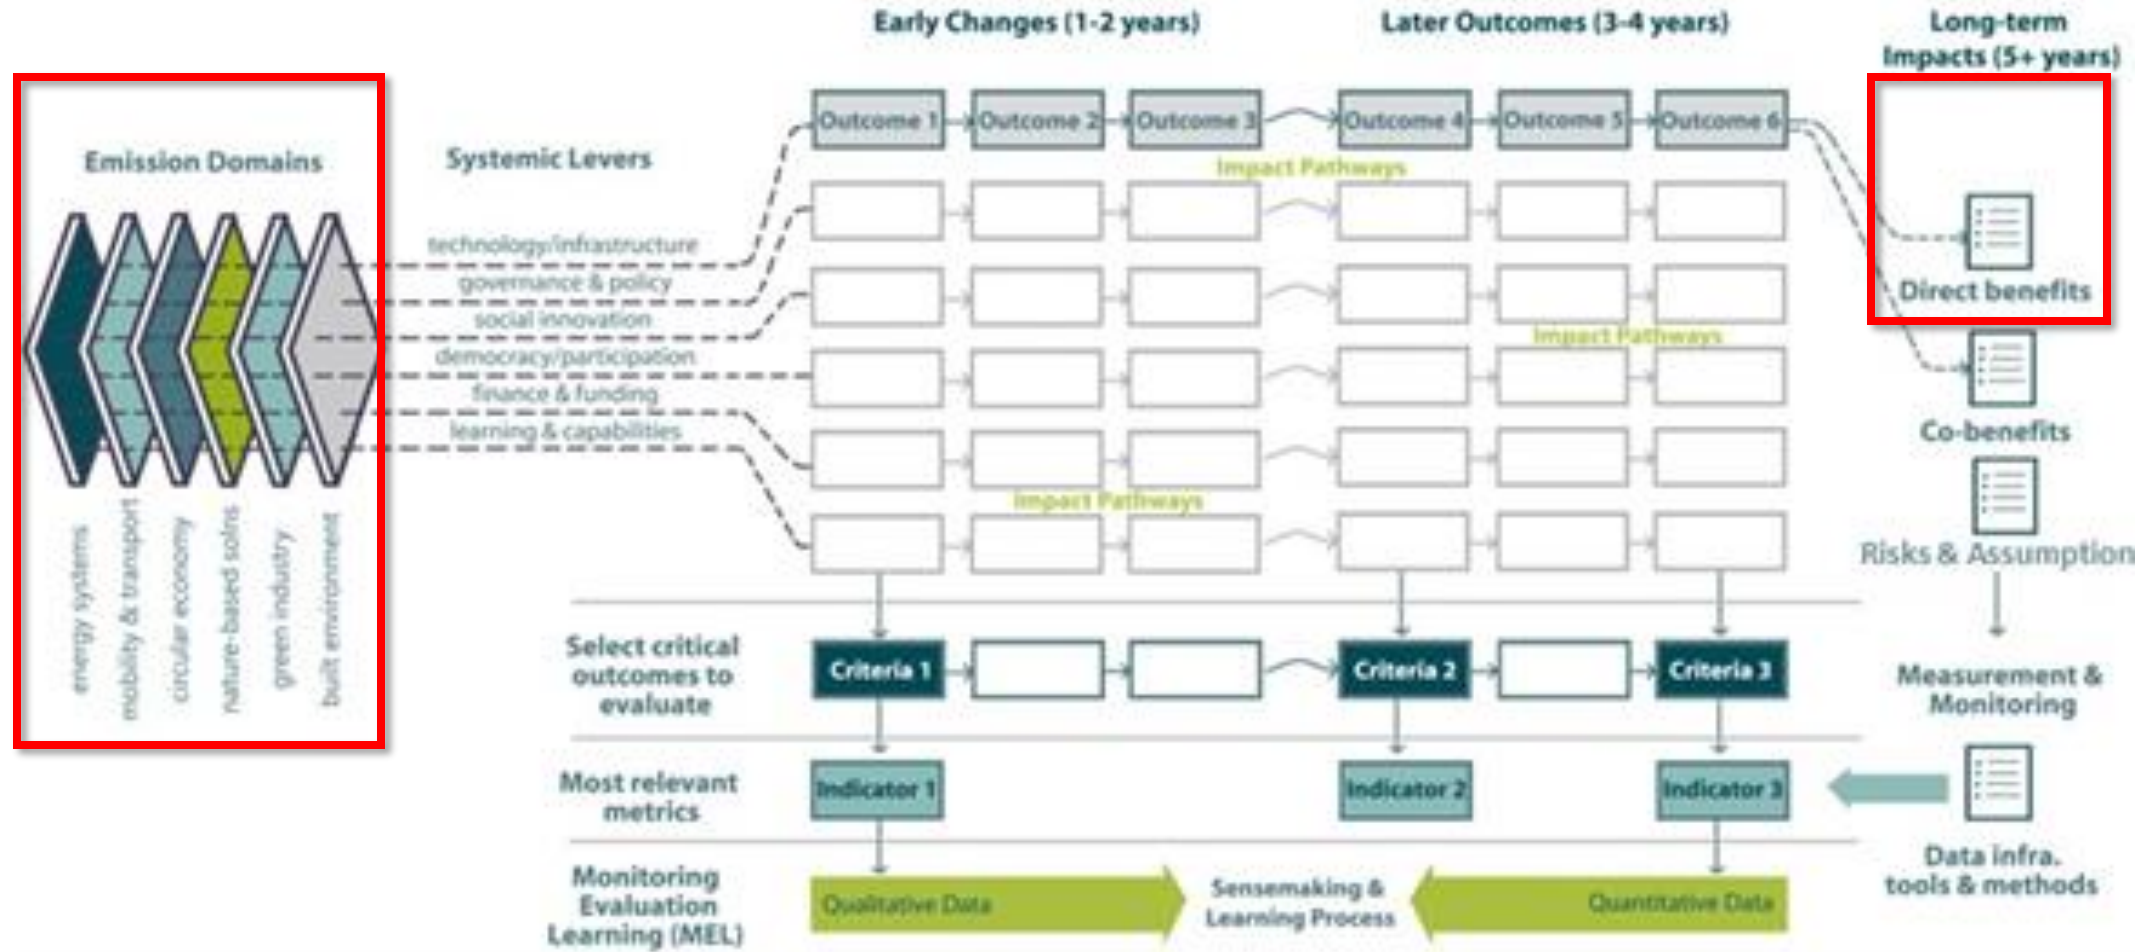 Early Changes (1-2 years)
Later Outcomes (3-4 years)
Long-term
Impacts (5+ years)
Emission Domains
Systemic Levers
Outcome 1
Outcome 2
Outcome 3
Outcome 4
Outcome 5
Outcome 6
Impact Pathways
technology/infrastructure
governance & policy
social innovation
democracy/participation
finance & funding
learning & capabilities
Impact Pathways
Impact Pathways
Direct benefits
Co-benefits
Risks & Assumption
energy systems
mobility & transport
circular economy
nature-based solns
green industry
built environment
Select critical
outcomes to
evaluate
Criteria 1
Criteria 2
Criteria 3
Measurement &
Monitoring
Most relevant
metrics
Indicator 1
Indicator 2
Indicator 3
Data infra.
tools & methods
Monitoring
Evaluation
Learning (MEL)
Qualitative Data
Sensemaking &
Learning Process
Quantitative Data